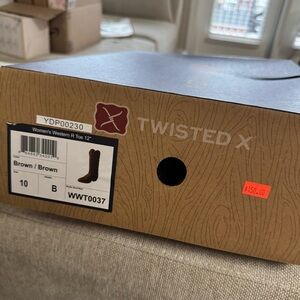 YDP00230
TWISTED X
Women's Western R Toe 12"
Brown / Brown
10
B
WWT0037